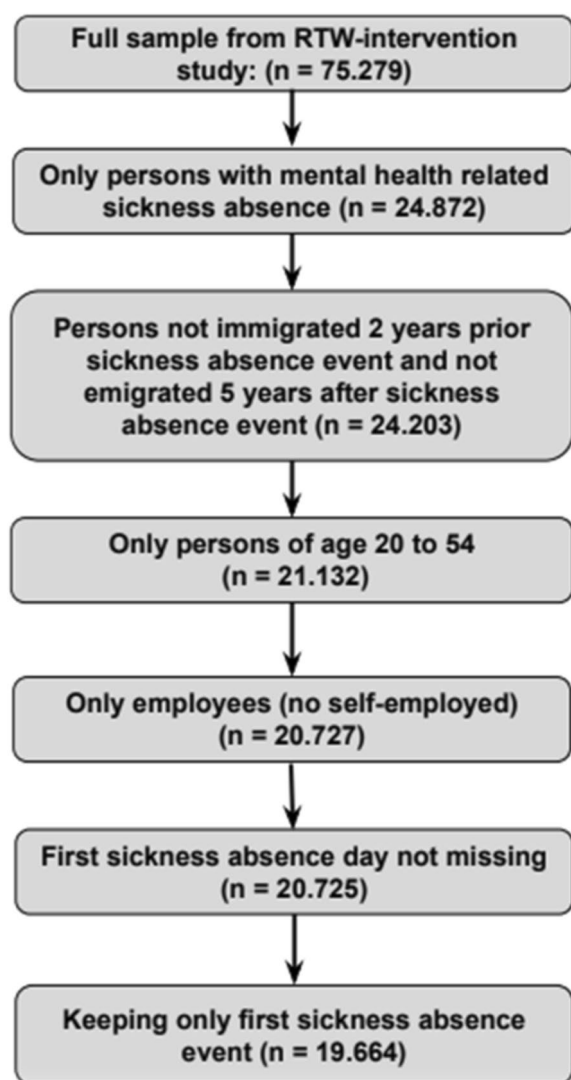 Full sample from RTW-intervention
study: (n = 75.279)
Only persons with mental health related
sickness absence (n = 24.872)
Persons not immigrated 2 years prior
sickness absence event and not
emigrated 5 years after sickness
absence event (n = 24.203)
Only persons of age 20 to 54
(n = 21.132)
Only employees (no self-employed)
(n = 20.727)
First sickness absence day not missing
(n = 20.725)
Keeping only first sickness absence
event (n = 19.664)